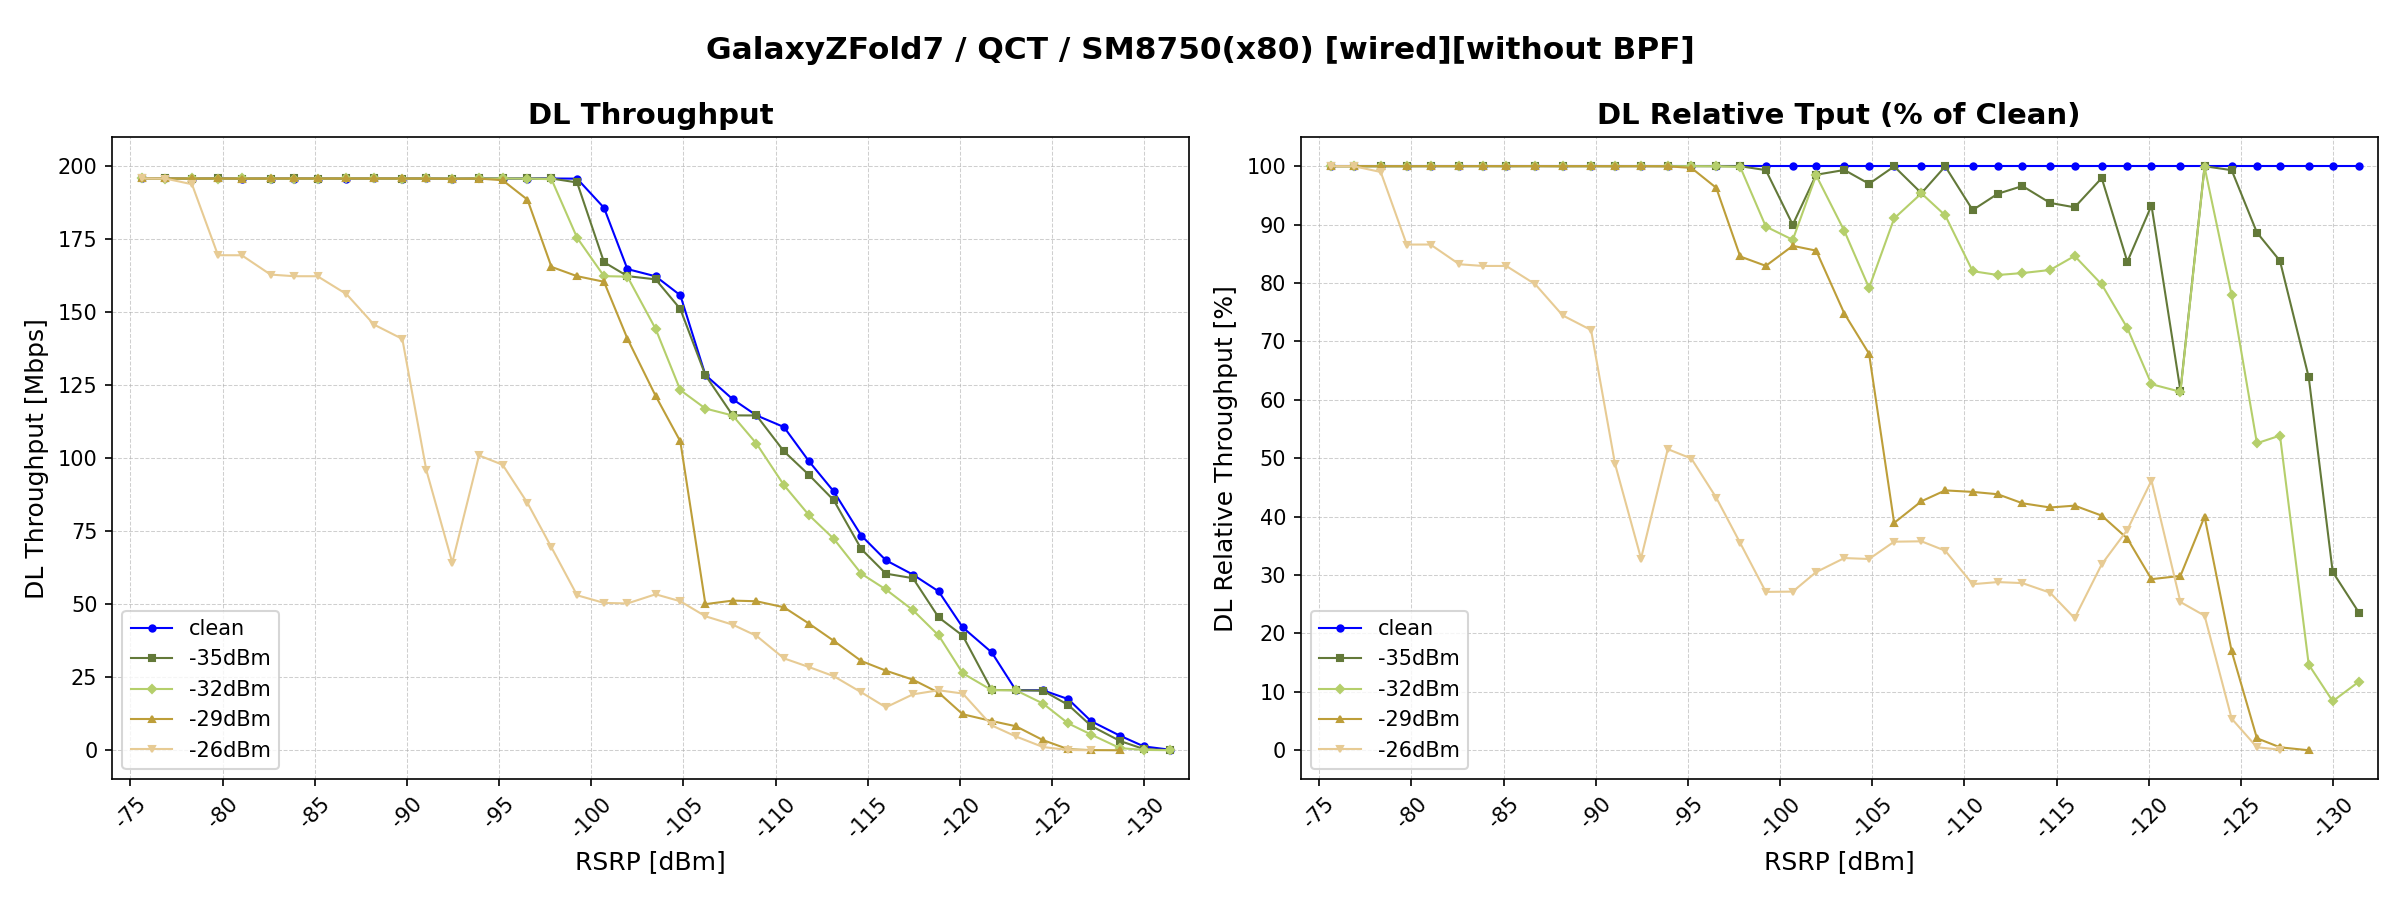 GalaxyZFold7 / QCT / SM8750(x80) [wired][without BPF]
DL Throughput
DL Throughput [Mbps]
200
175
150
125
100
75
50
25
0
clean
-35dBm
-32dBm
-29dBm
-26dBm
-75
-80
-85
-90
-95
-100
-105
-110
-115
-120
-125
-130
RSRP [dBm]
DL Relative Tput (% of Clean)
DL Relative Throughput [%]
100
90
80
70
60
50
40
30
20
10
0
clean
-35dBm
-32dBm
-29dBm
-26dBm
-75
-80
-85
-90
-95
-100
-105
-110
-115
-120
-125
-130
RSRP [dBm]